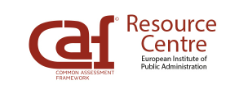 caf®
COMMON ASSESSMENT
FRAMEWORK
Resource
Centre
European Institute of
Public Administration